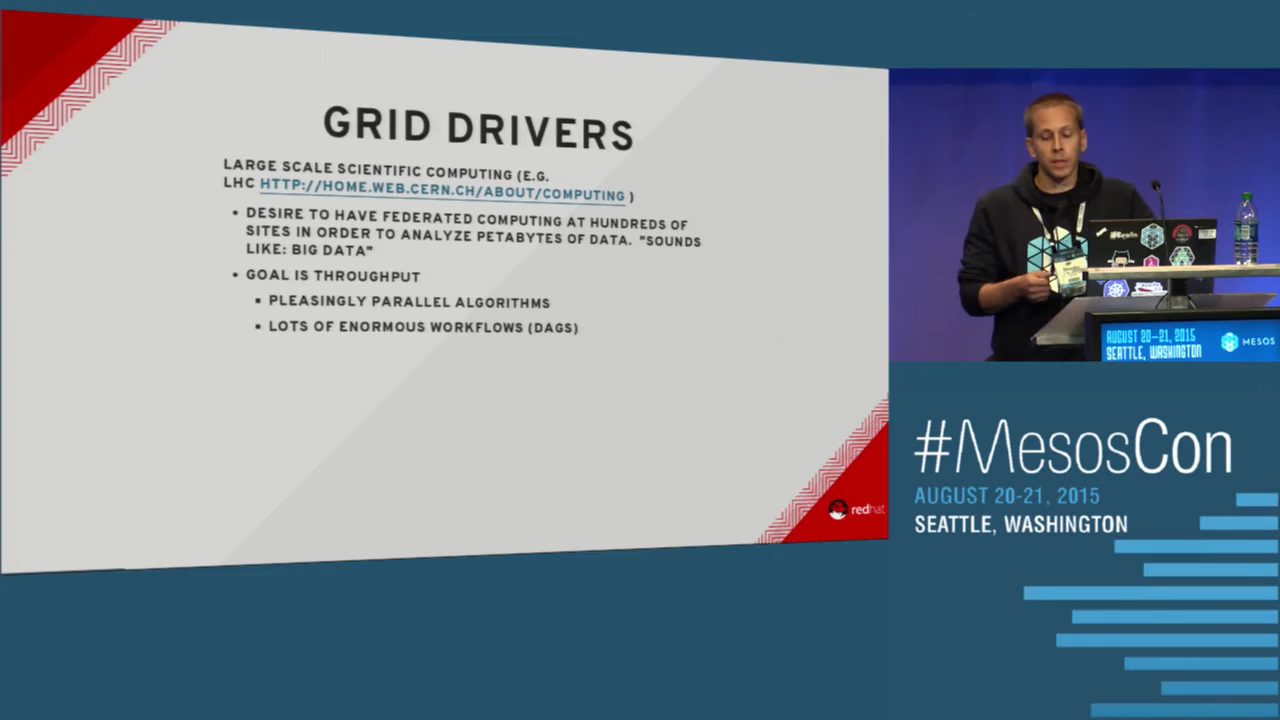 GRID DRIVERS
LARGE SCALE SCIENTIFIC COMPUTING (E.G.
LHC HTTP://HOME.WEB.CERN.CH/ABOUT/COMPUTING )
• DESIRE TO HAVE FEDERATED COMPUTING AT HUNDREDS OF
SITES IN ORDER TO ANALYZE PETABYTES OF DATA. "SOUNDS
LIKE: BIG DATA"
• GOAL IS THROUGHPUT
▪ PLEASINGLY PARALLEL ALGORITHMS
▪ LOTS OF ENORMOUS WORKFLOWS (DAGS)
redhat
AUGUST 20-21, 2015
SEATTLE, WASHINGTON
MESOS
#MesosCon
AUGUST 20-21, 2015
SEATTLE, WASHINGTON